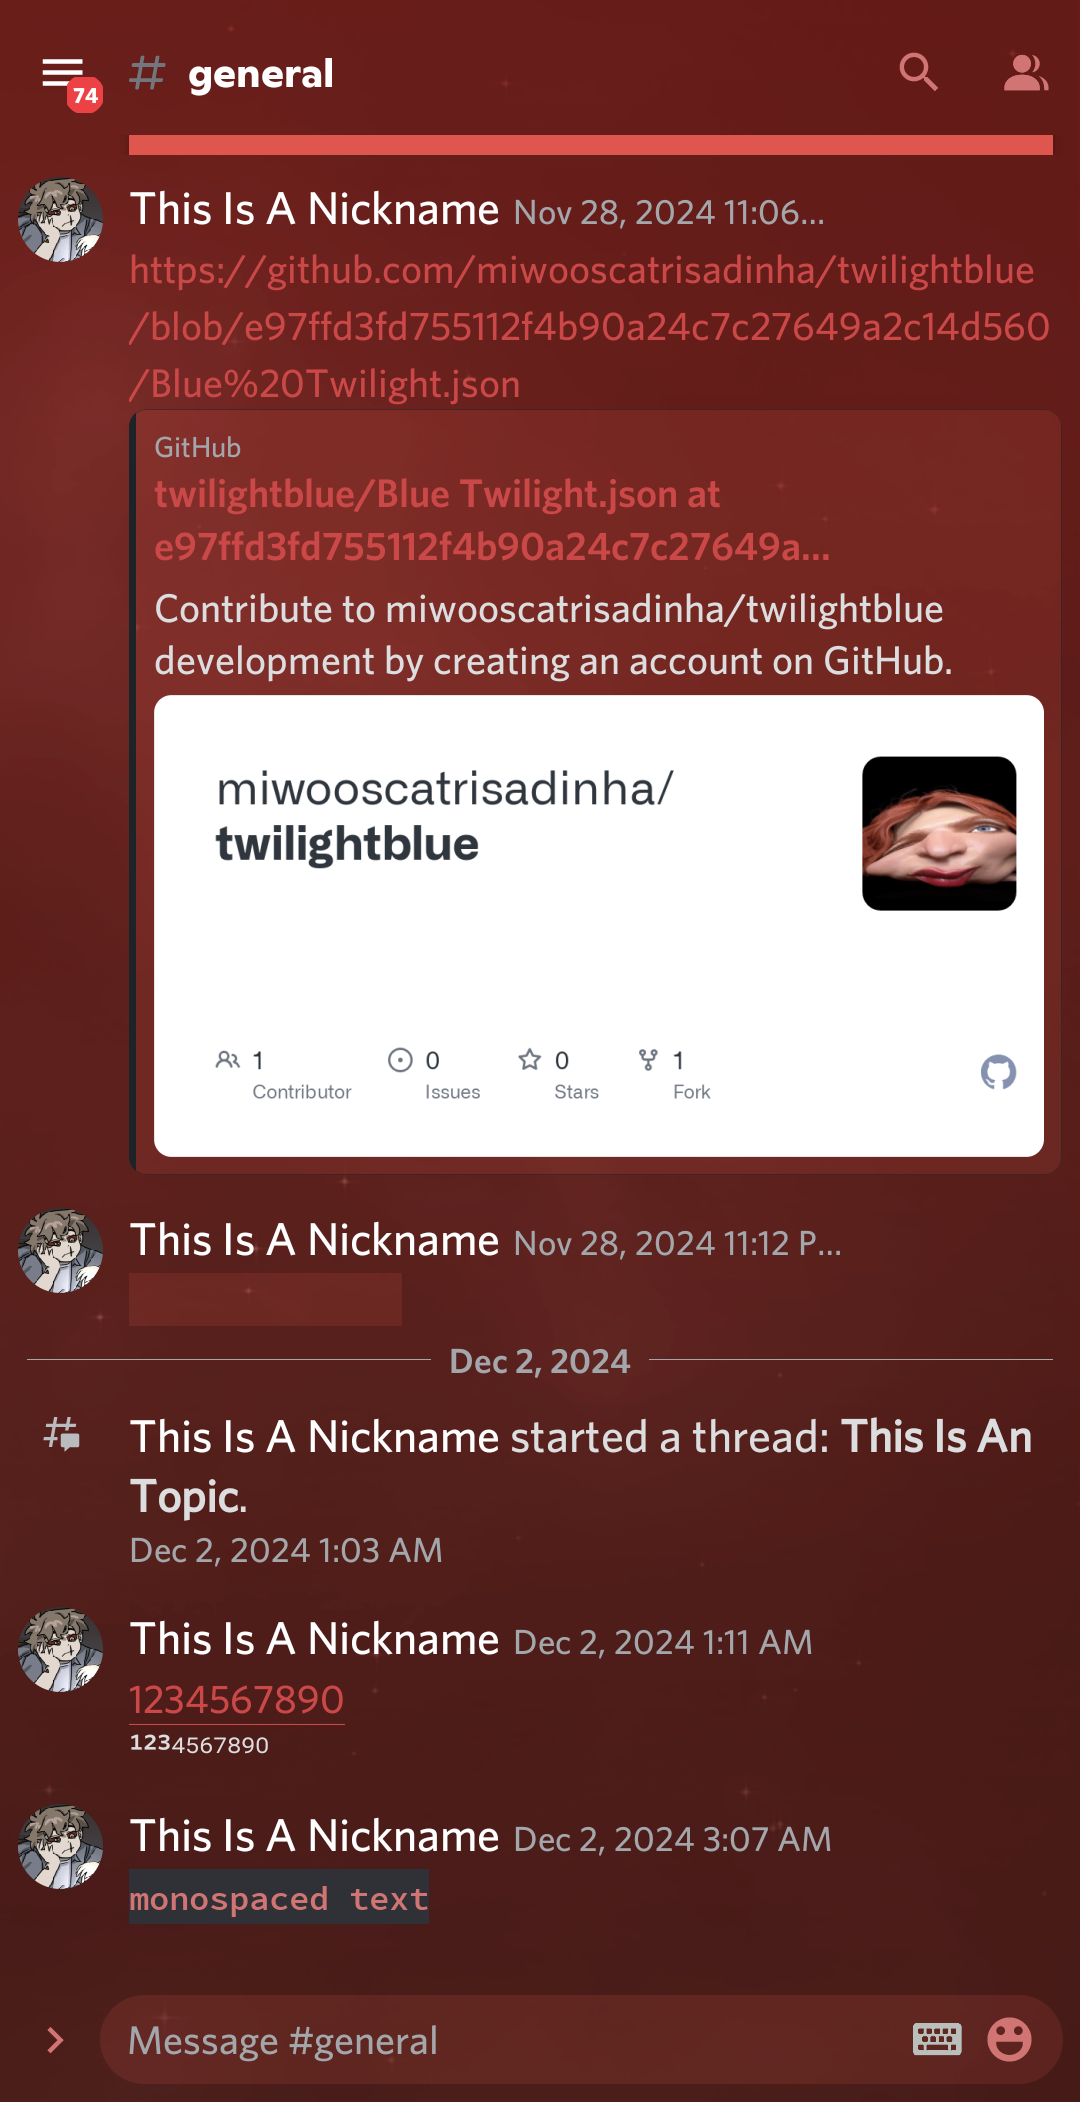 general
74
This Is A Nickname Nov 28, 2024 11:06...
https://github.com/miwooscatrisadinha/twilightblue
/blob/e97ffd3fd755112f4b90a24c7c27649a2c14d560
/Blue%20Twilight.json
GitHub
twilightblue/Blue Twilight.json at
e97ffd3fd755112f4b90a24c7c27649a...
Contribute to miwooscatrisadinha/twilightblue
development by creating an account on GitHub.
miwooscatrisadinha/
twilightblue
1 0 0 1
Contributor Issues Stars Fork
This Is A Nickname Nov 28, 2024 11:12 P...
Dec 2, 2024
This Is A Nickname started a thread: This Is An
Topic.
Dec 2, 2024 1:03 AM
This Is A Nickname Dec 2, 2024 1:11 AM
1234567890
1234567890
This Is A Nickname Dec 2, 2024 3:07 AM
monospaced text
Message #general